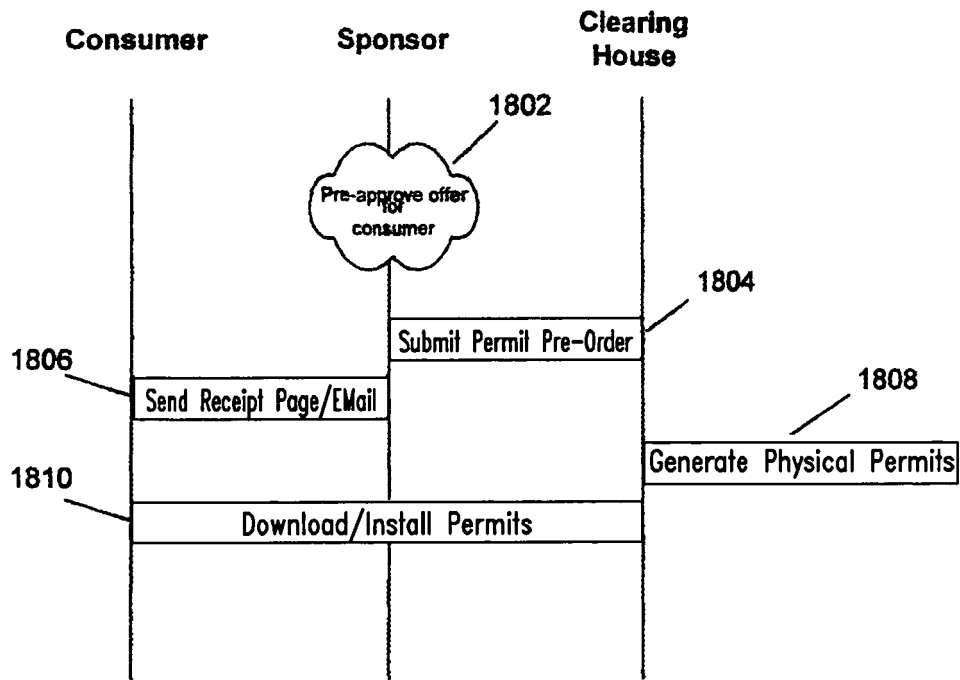 Consumer
Sponsor
Clearing
House
1802
Pre-approve offer
for
consumer
1804
Submit Permit Pre-Order
1806
Send Receipt Page/EMail
1808
Generate Physical Permits
1810
Download/Install Permits